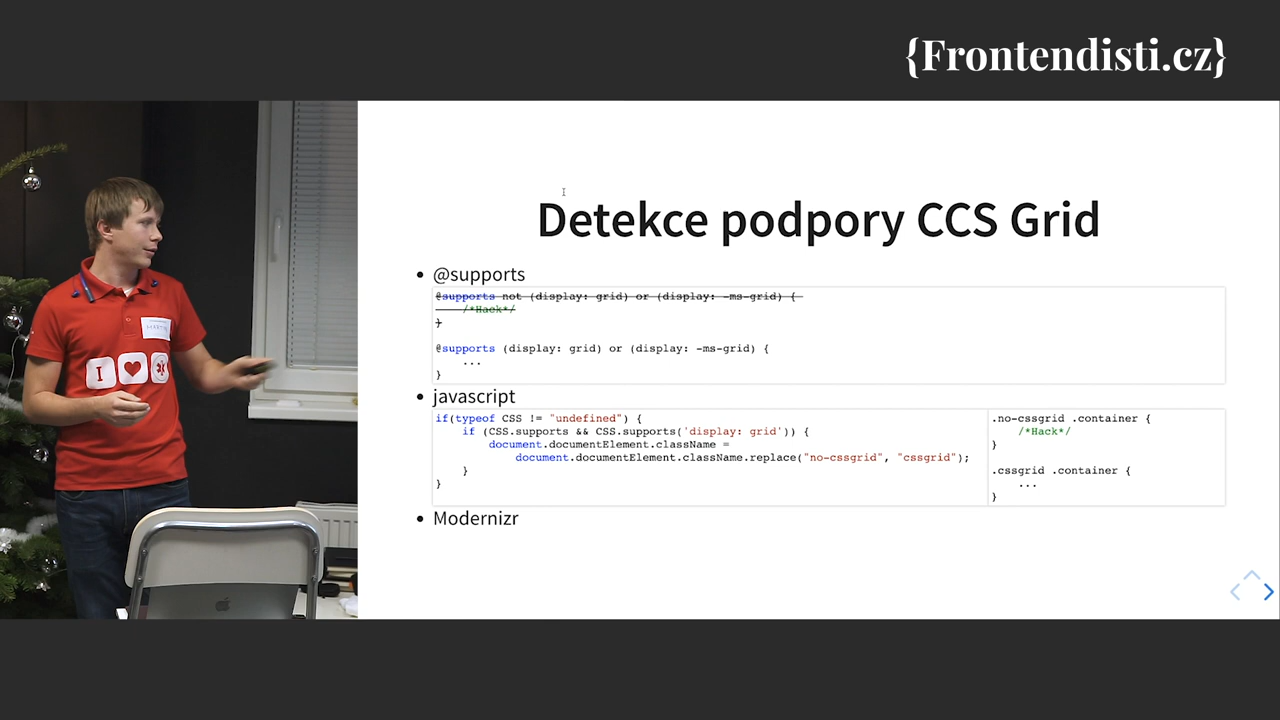 {Frontendisti.cz}
MARTIN
I
Detekce podpory CCS Grid
@supports
@supports not (display: grid) or (display: -ms-grid) {
/*Hack*/
}
@supports (display: grid) or (display: -ms-grid) {
...
}
javascript
if(typeof CSS != "undefined") {
if (CSS.supports && CSS.supports('display: grid')) {
document.documentElement.className =
document.documentElement.className.replace("no-cssgrid", "cssgrid");
}
}
.no-cssgrid .container {
/*Hack*/
}
.cssgrid .container {
...
}
Modernizr